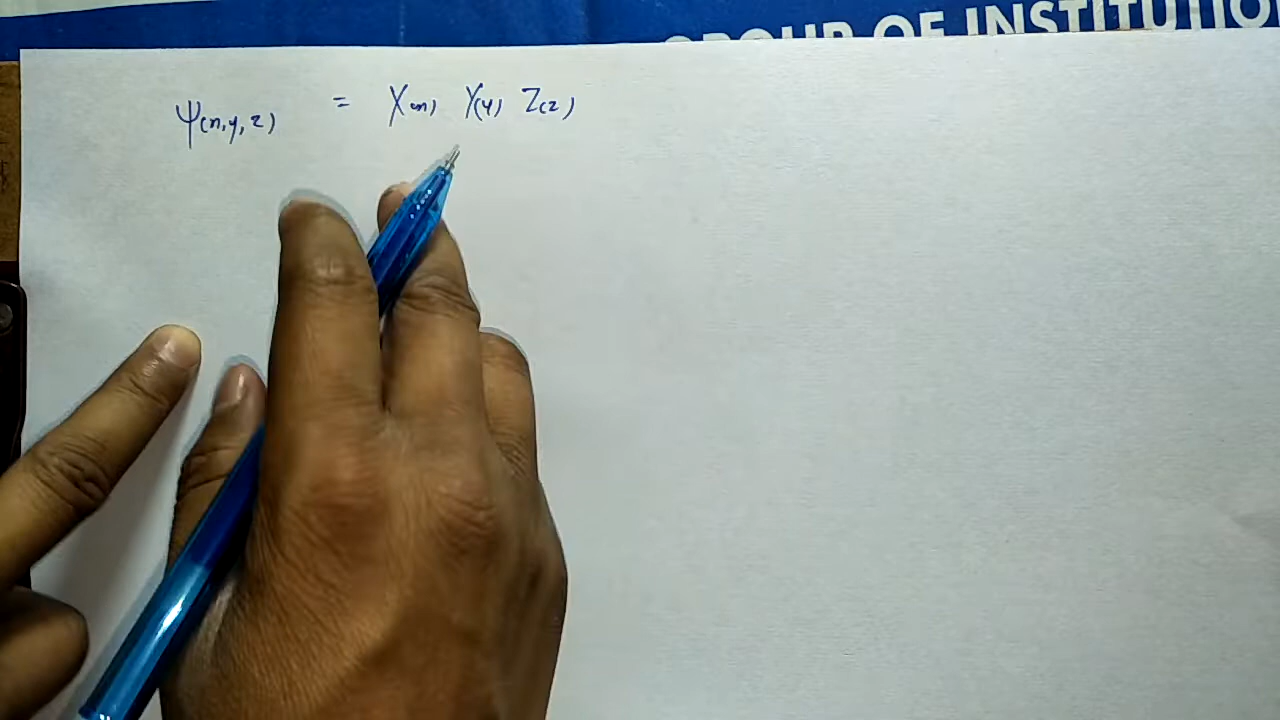 GROUP OF INSTITUTIO
ψ(x,y,z) = X(x) Y(y) Z(z)